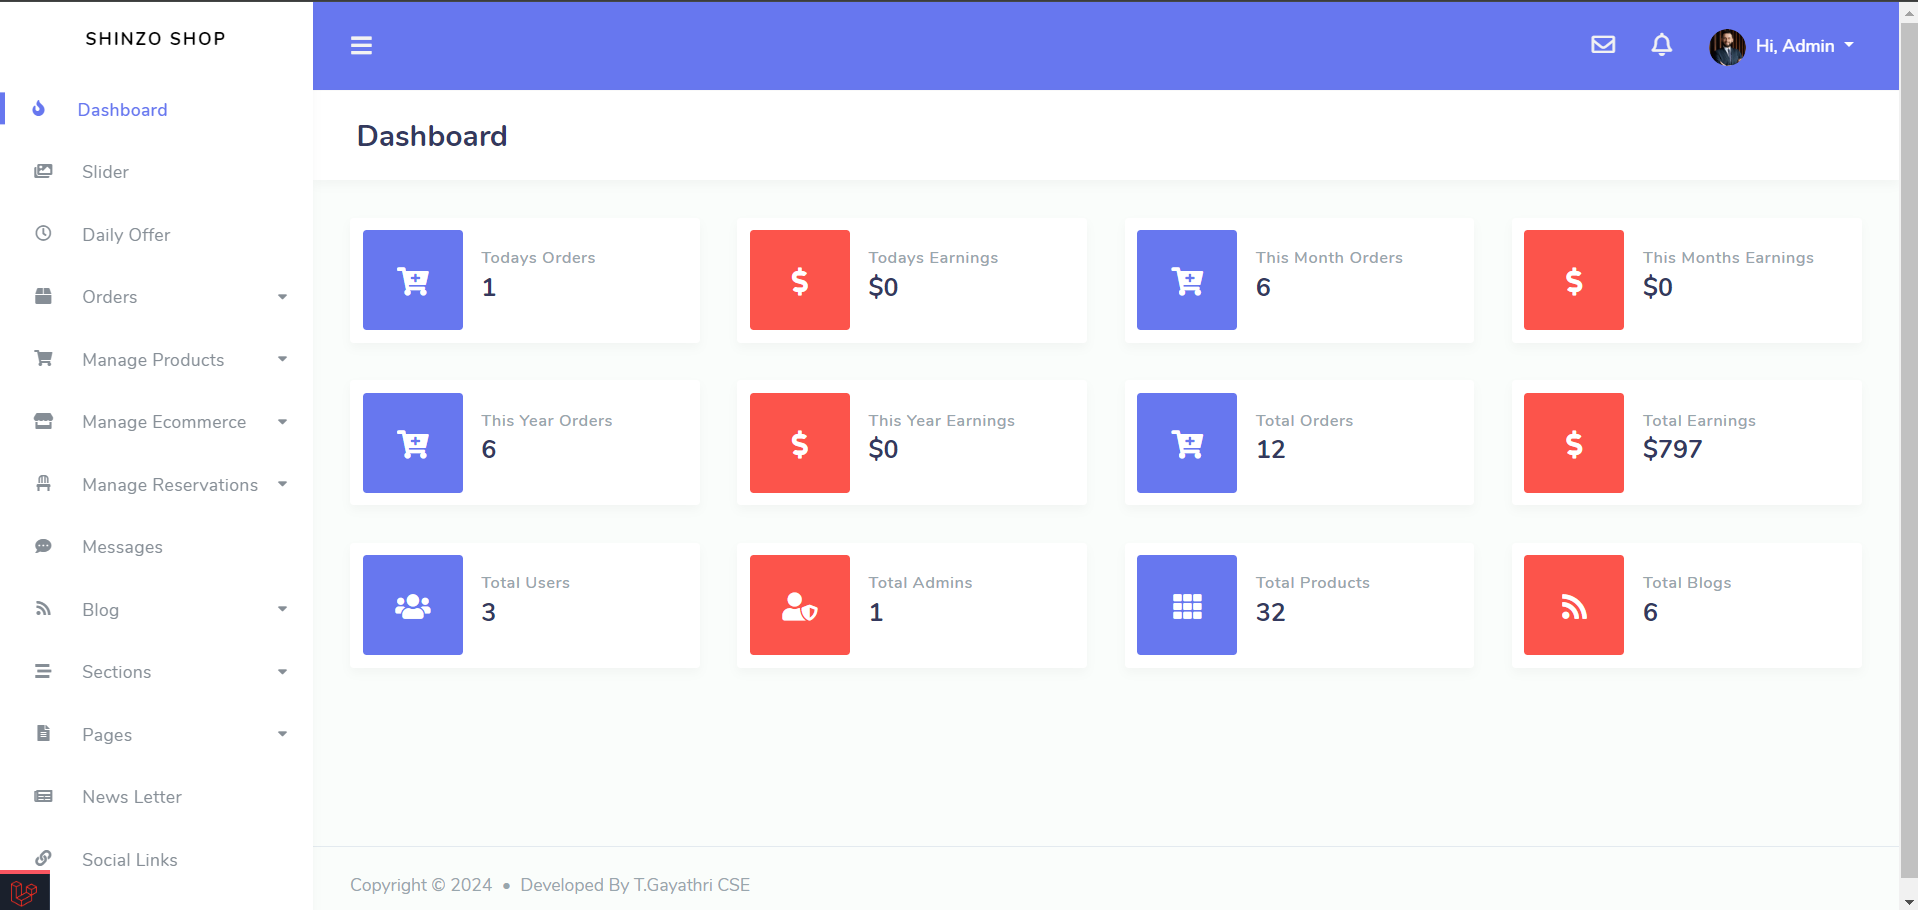 SHINZO SHOP
Hi, Admin
Dashboard
Slider
Daily Offer
Orders
Manage Products
Manage Ecommerce
Manage Reservations
Messages
Blog
Sections
Pages
News Letter
Social Links
Dashboard
Todays Orders
1
Todays Earnings
$0
This Month Orders
6
This Months Earnings
$0
This Year Orders
6
This Year Earnings
$0
Total Orders
12
Total Earnings
$797
Total Users
3
Total Admins
1
Total Products
32
Total Blogs
6
Copyright © 2024 • Developed By T.Gayathri CSE